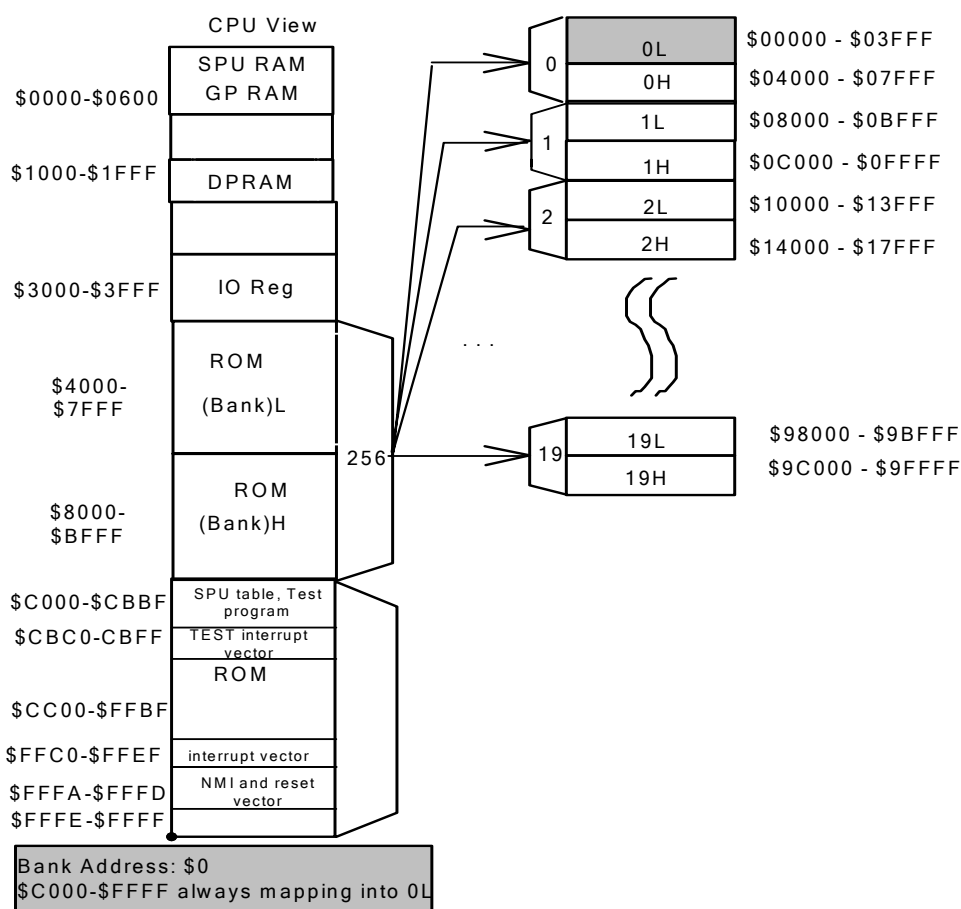 CPU View
SPU RAM
GP RAM
$0000-$0600
$1000-$1FFF
DPRAM
$3000-$3FFF
IO Reg
ROM
(Bank)L
$4000-
$7FFF
256
ROM
(Bank)H
$8000-
$BFFF
$C000-$CBBF
SPU table, Test
program
$CBC0-CBFF
TEST interrupt
vector
ROM
$CC00-$FFBF
$FFC0-$FFEF
interrupt vector
$FFFA-$FFFD
NMI and reset
vector
$FFFE-$FFFF
Bank Address: $0
$C000-$FFFF always mapping into 0L
0
0L
$00000 - $03FFF
0H
$04000 - $07FFF
1
1L
$08000 - $0BFFF
1H
$0C000 - $0FFFF
2
2L
$10000 - $13FFF
2H
$14000 - $17FFF
...
19
19L
$98000 - $9BFFF
19H
$9C000 - $9FFFF